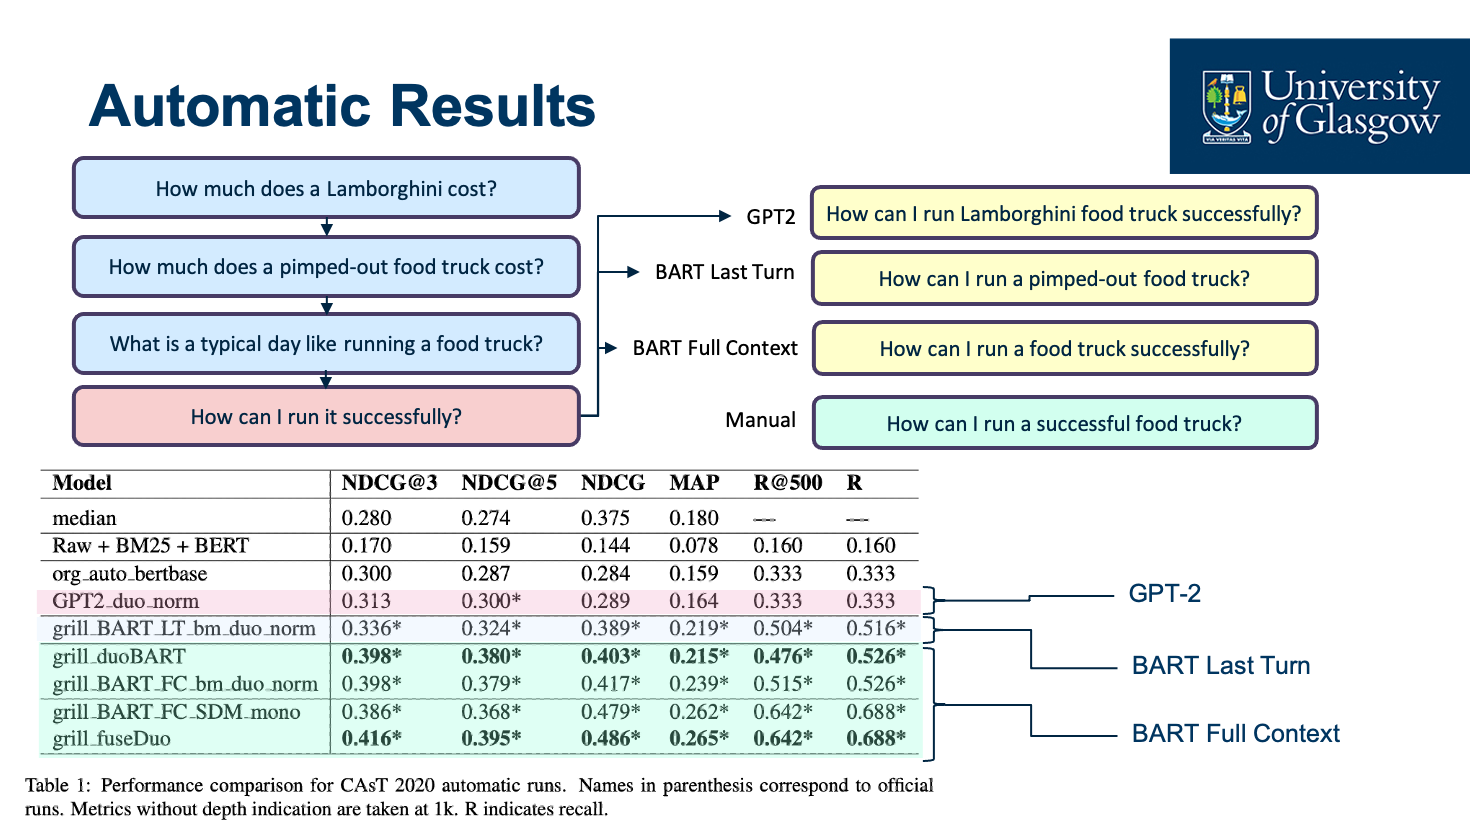 Automatic Results
University
of Glasgow
VIA VERITAS VITA
How much does a Lamborghini cost?
How much does a pimped-out food truck cost?
What is a typical day like running a food truck?
How can I run it successfully?
GPT2
How can I run Lamborghini food truck successfully?
BART Last Turn
How can I run a pimped-out food truck?
BART Full Context
How can I run a food truck successfully?
Manual
How can I run a successful food truck?
Model NDCG@3 NDCG@5 NDCG MAP R@500 R
median 0.280 0.274 0.375 0.180 — —
Raw + BM25 + BERT 0.170 0.159 0.144 0.078 0.160 0.160
org_auto_bertbase 0.300 0.287 0.284 0.159 0.333 0.333
GPT2_duo_norm 0.313 0.300* 0.289 0.164 0.333 0.333
grill_BART_LT_bm_duo_norm 0.336* 0.324* 0.389* 0.219* 0.504* 0.516*
grill_duoBART 0.398* 0.380* 0.403* 0.215* 0.476* 0.526*
grill_BART_FC_bm_duo_norm 0.398* 0.379* 0.417* 0.239* 0.515* 0.526*
grill_BART_FC_SDM_mono 0.386* 0.368* 0.479* 0.262* 0.642* 0.688*
grill_fuseDuo 0.416* 0.395* 0.486* 0.265* 0.642* 0.688*
GPT-2
BART Last Turn
BART Full Context
Table 1: Performance comparison for CAsT 2020 automatic runs. Names in parenthesis correspond to official
runs. Metrics without depth indication are taken at 1k. R indicates recall.